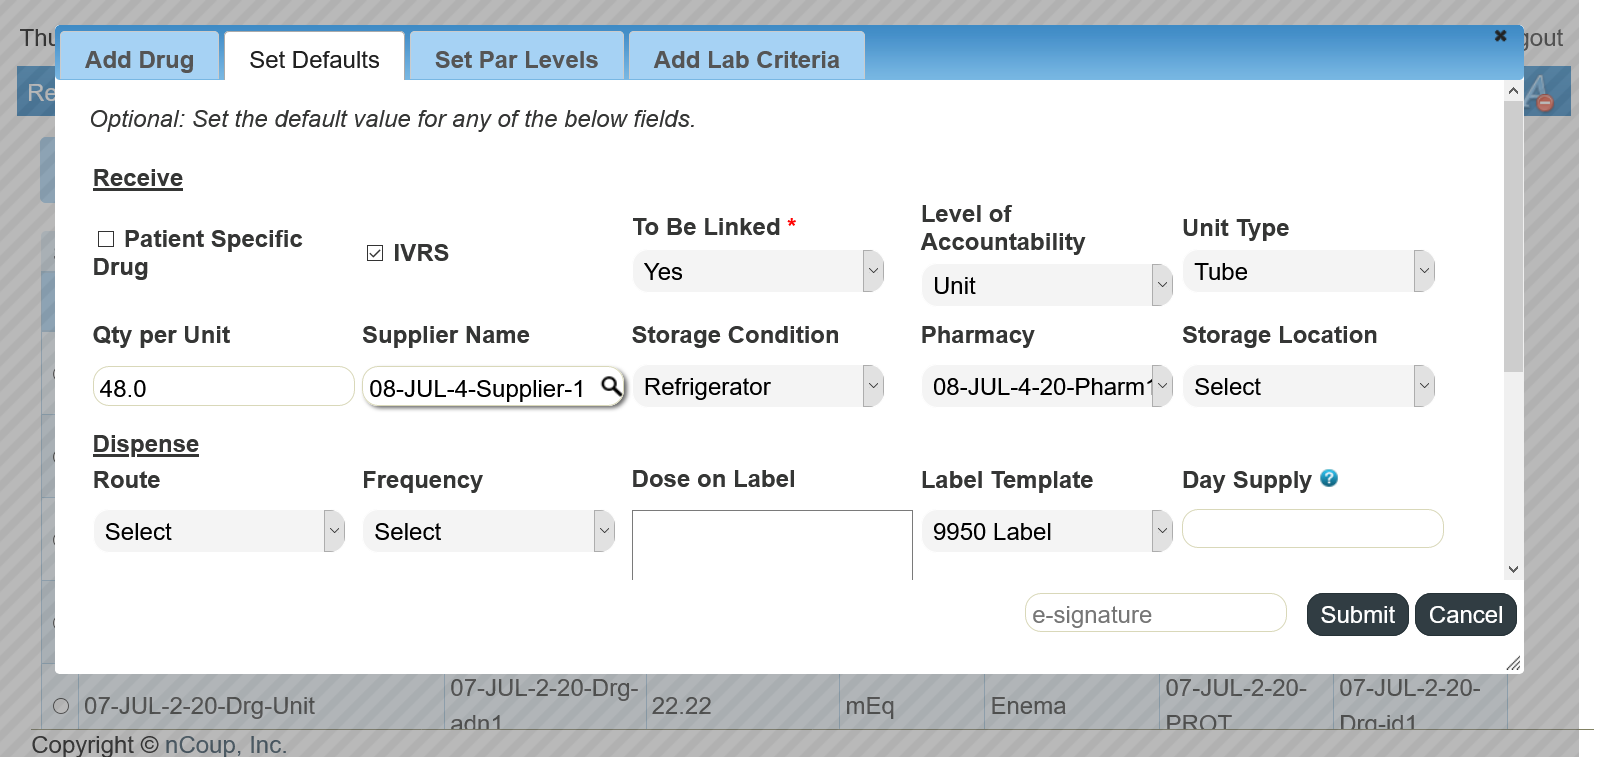 Thu
gout
Add Drug
Set Defaults
Set Par Levels
Add Lab Criteria
Re
Optional: Set the default value for any of the below fields.
Receive
Patient Specific
Drug
IVRS
To Be Linked *
Yes
Level of
Accountability
Unit
Unit Type
Tube
Qty per Unit
48.0
Supplier Name
08-JUL-4-Supplier-1
Storage Condition
Refrigerator
Pharmacy
08-JUL-4-20-Pharm1
Storage Location
Select
Dispense
Route
Select
Frequency
Select
Dose on Label
Label Template
9950 Label
Day Supply ?
e-signature
Submit
Cancel
07-JUL-2-20-Drg-Unit
07-JUL-2-20-Drg-
adn1
22.22
mEq
Enema
07-JUL-2-20-
PROT
07-JUL-2-20-
Drg-id1
Copyright © nCoup, Inc.